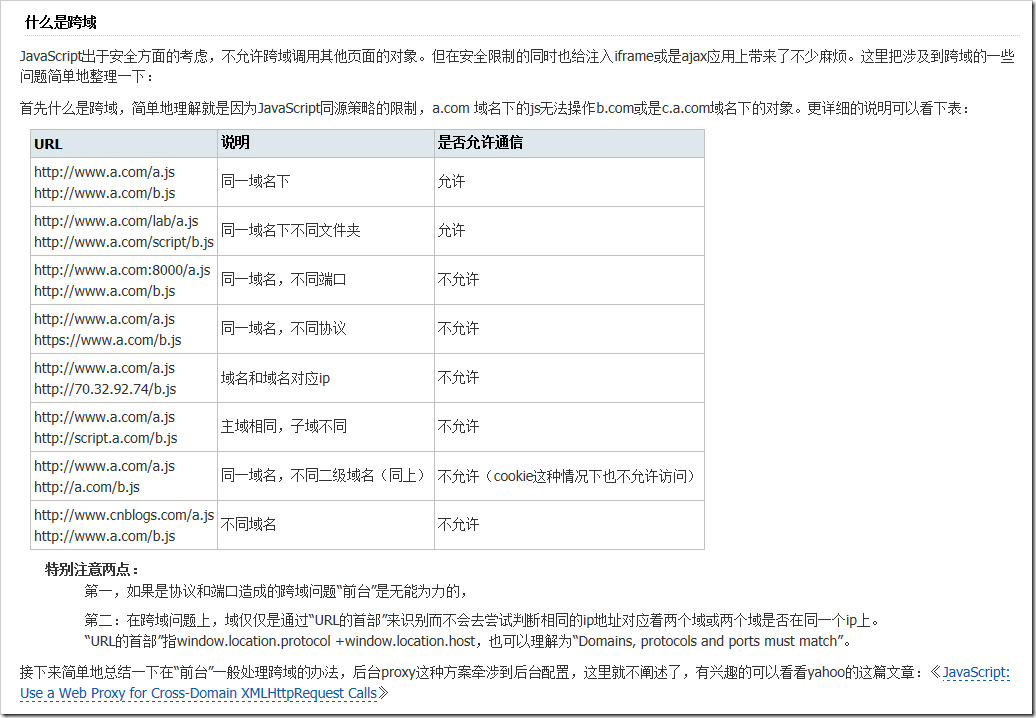 什么是跨域
JavaScript出于安全方面的考虑，不允许跨域调用其他页面的对象。但在安全限制的同时也给注入iframe或是ajax应用上带来了不少麻烦。这里把涉及到跨域的一些
问题简单地整理一下：
首先什么是跨域，简单地理解就是因为JavaScript同源策略的限制，a.com 域名下的js无法操作b.com或是c.a.com域名下的对象。更详细的说明可以看下表：
URL 说明 是否允许通信
http://www.a.com/a.js
http://www.a.com/b.js
同一域名下 允许
http://www.a.com/lab/a.js
http://www.a.com/script/b.js
同一域名下不同文件夹 允许
http://www.a.com:8000/a.js
http://www.a.com/b.js
同一域名，不同端口 不允许
http://www.a.com/a.js
https://www.a.com/b.js
同一域名，不同协议 不允许
http://www.a.com/a.js
http://70.32.92.74/b.js
域名和域名对应ip 不允许
http://www.a.com/a.js
http://script.a.com/b.js
主域相同，子域不同 不允许
http://www.a.com/a.js
http://a.com/b.js
同一域名，不同二级域名（同上） 不允许（cookie这种情况下也不允许访问）
http://www.cnblogs.com/a.js
http://www.a.com/b.js
不同域名 不允许
特别注意两点：
第一，如果是协议和端口造成的跨域问题“前台”是无能为力的，
第二：在跨域问题上，域仅仅是通过“URL的首部”来识别而不会去尝试判断相同的ip地址对应着两个域或两个域是否在同一个ip上。
“URL的首部”指window.location.protocol +window.location.host，也可以理解为“Domains, protocols and ports must match”。
接下来简单地总结一下在“前台”一般处理跨域的办法，后台proxy这种方案牵涉到后台配置，这里就不阐述了，有兴趣的可以看看yahoo的这篇文章：《JavaScript:
Use a Web Proxy for Cross-Domain XMLHttpRequest Calls》